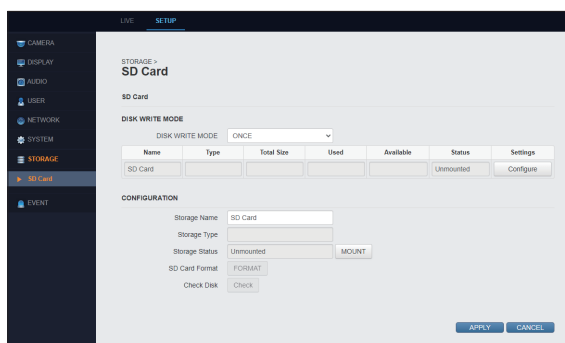 LIVE SETUP
CAMERA
DISPLAY
AUDIO
USER
NETWORK
SYSTEM
STORAGE
SD Card
EVENT
STORAGE >
SD Card
SD Card
DISK WRITE MODE
DISK WRITE MODE ONCE
Name Type Total Size Used Available Status Settings
SD Card Unmounted Configure
CONFIGURATION
Storage Name SD Card
Storage Type
Storage Status Unmounted MOUNT
SD Card Format FORMAT
Check Disk Check
APPLY CANCEL